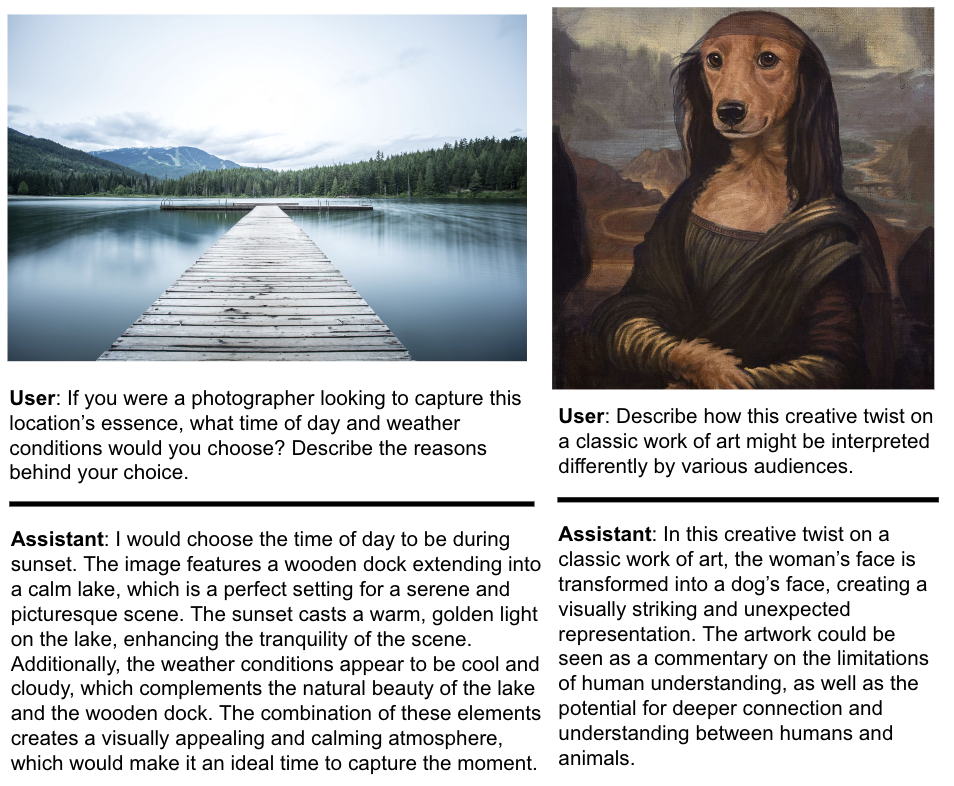 User: If you were a photographer looking to capture this
location's essence, what time of day and weather
conditions would you choose? Describe the reasons
behind your choice.
Assistant: I would choose the time of day to be during
sunset. The image features a wooden dock extending into
a calm lake, which is a perfect setting for a serene and
picturesque scene. The sunset casts a warm, golden light
on the lake, enhancing the tranquility of the scene.
Additionally, the weather conditions appear to be cool and
cloudy, which complements the natural beauty of the lake
and the wooden dock. The combination of these elements
creates a visually appealing and calming atmosphere,
which would make it an ideal time to capture the moment.
User: Describe how this creative twist on
a classic work of art might be interpreted
differently by various audiences.
Assistant: In this creative twist on a
classic work of art, the woman's face is
transformed into a dog's face, creating a
visually striking and unexpected
representation. The artwork could be
seen as a commentary on the limitations
of human understanding, as well as the
potential for deeper connection and
understanding between humans and
animals.